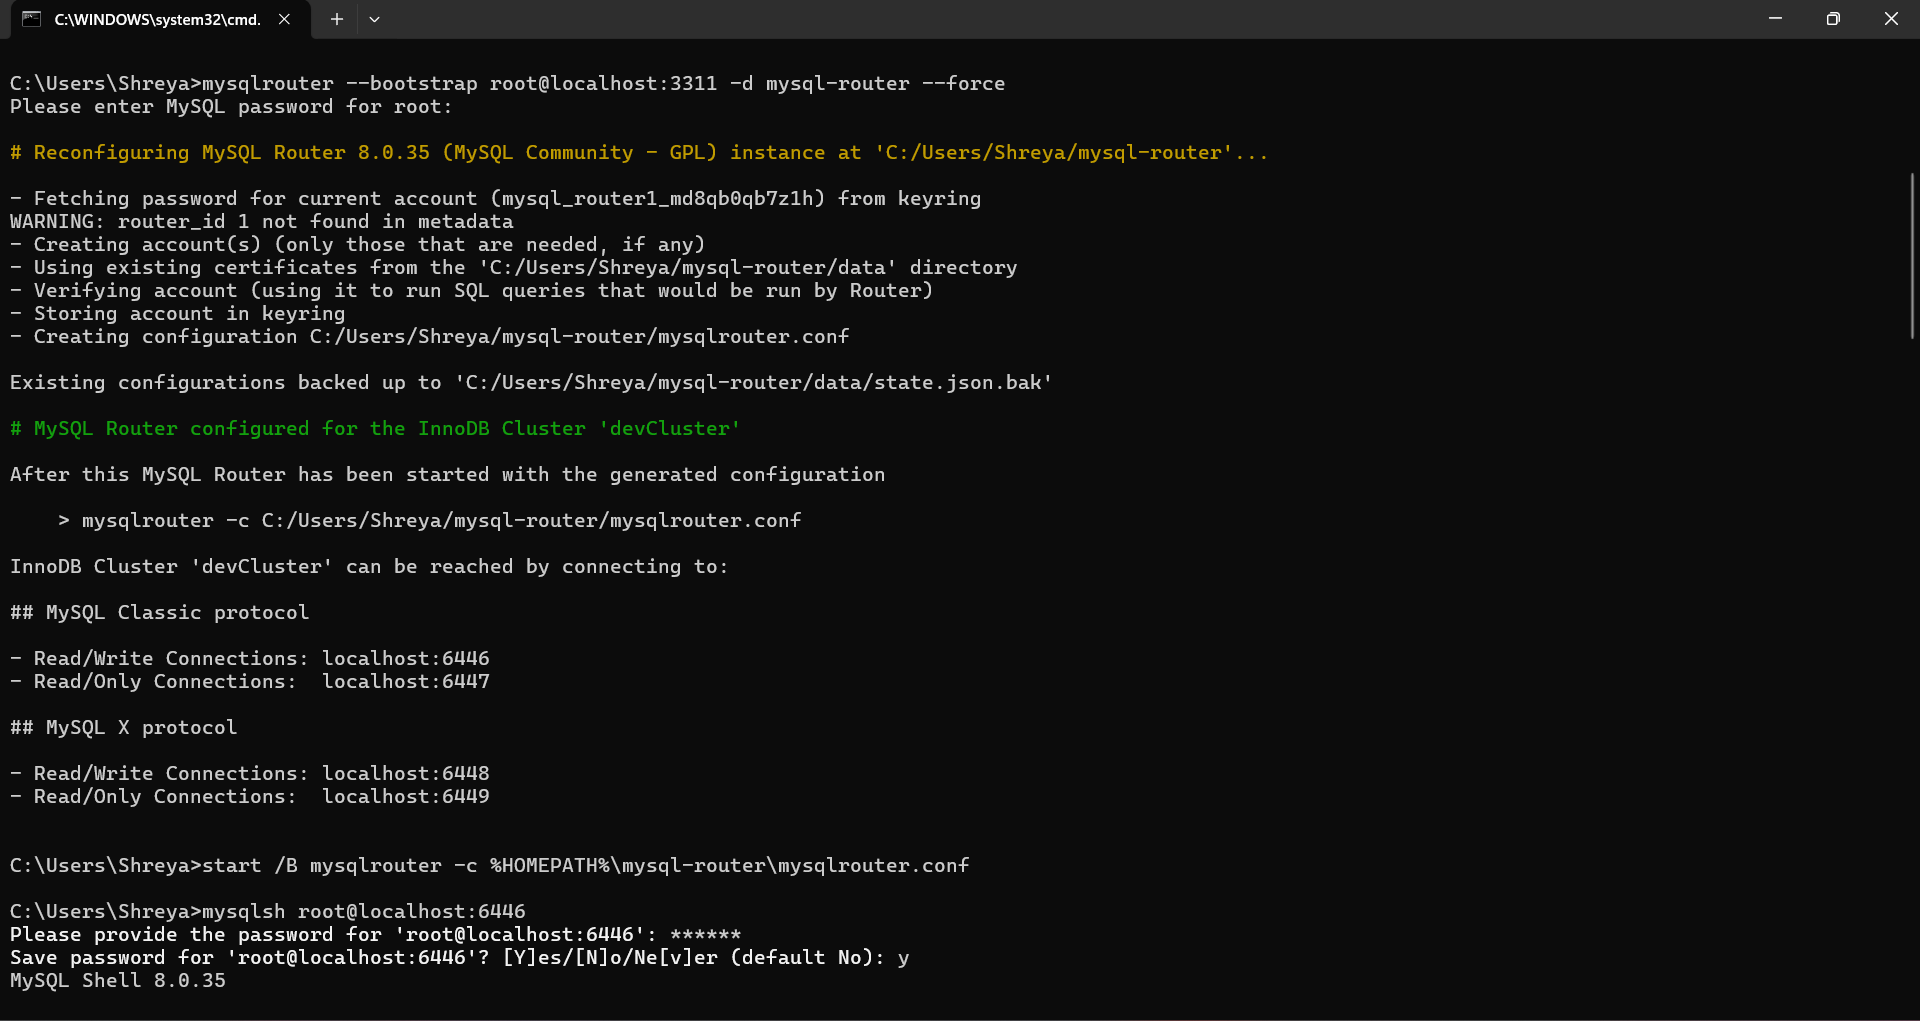 C:\WINDOWS\system32\cmd.
C:\Users\Shreya>mysqlrouter --bootstrap root@localhost:3311 -d mysql-router --force
Please enter MySQL password for root:
# Reconfiguring MySQL Router 8.0.35 (MySQL Community - GPL) instance at 'C:/Users/Shreya/mysql-router'...
- Fetching password for current account (mysql_router1_md8qb0qb7z1h) from keyring
WARNING: router_id 1 not found in metadata
- Creating account(s) (only those that are needed, if any)
- Using existing certificates from the 'C:/Users/Shreya/mysql-router/data' directory
- Verifying account (using it to run SQL queries that would be run by Router)
- Storing account in keyring
- Creating configuration C:/Users/Shreya/mysql-router/mysqlrouter.conf
Existing configurations backed up to 'C:/Users/Shreya/mysql-router/data/state.json.bak'
# MySQL Router configured for the InnoDB Cluster 'devCluster'
After this MySQL Router has been started with the generated configuration
> mysqlrouter -c C:/Users/Shreya/mysql-router/mysqlrouter.conf
InnoDB Cluster 'devCluster' can be reached by connecting to:
## MySQL Classic protocol
- Read/Write Connections: localhost:6446
- Read/Only Connections:  localhost:6447
## MySQL X protocol
- Read/Write Connections: localhost:6448
- Read/Only Connections:  localhost:6449
C:\Users\Shreya>start /B mysqlrouter -c %HOMEPATH%\mysql-router\mysqlrouter.conf
C:\Users\Shreya>mysqlsh root@localhost:6446
Please provide the password for 'root@localhost:6446': ******
Save password for 'root@localhost:6446'? [Y]es/[N]o/Ne[v]er (default No): y
MySQL Shell 8.0.35